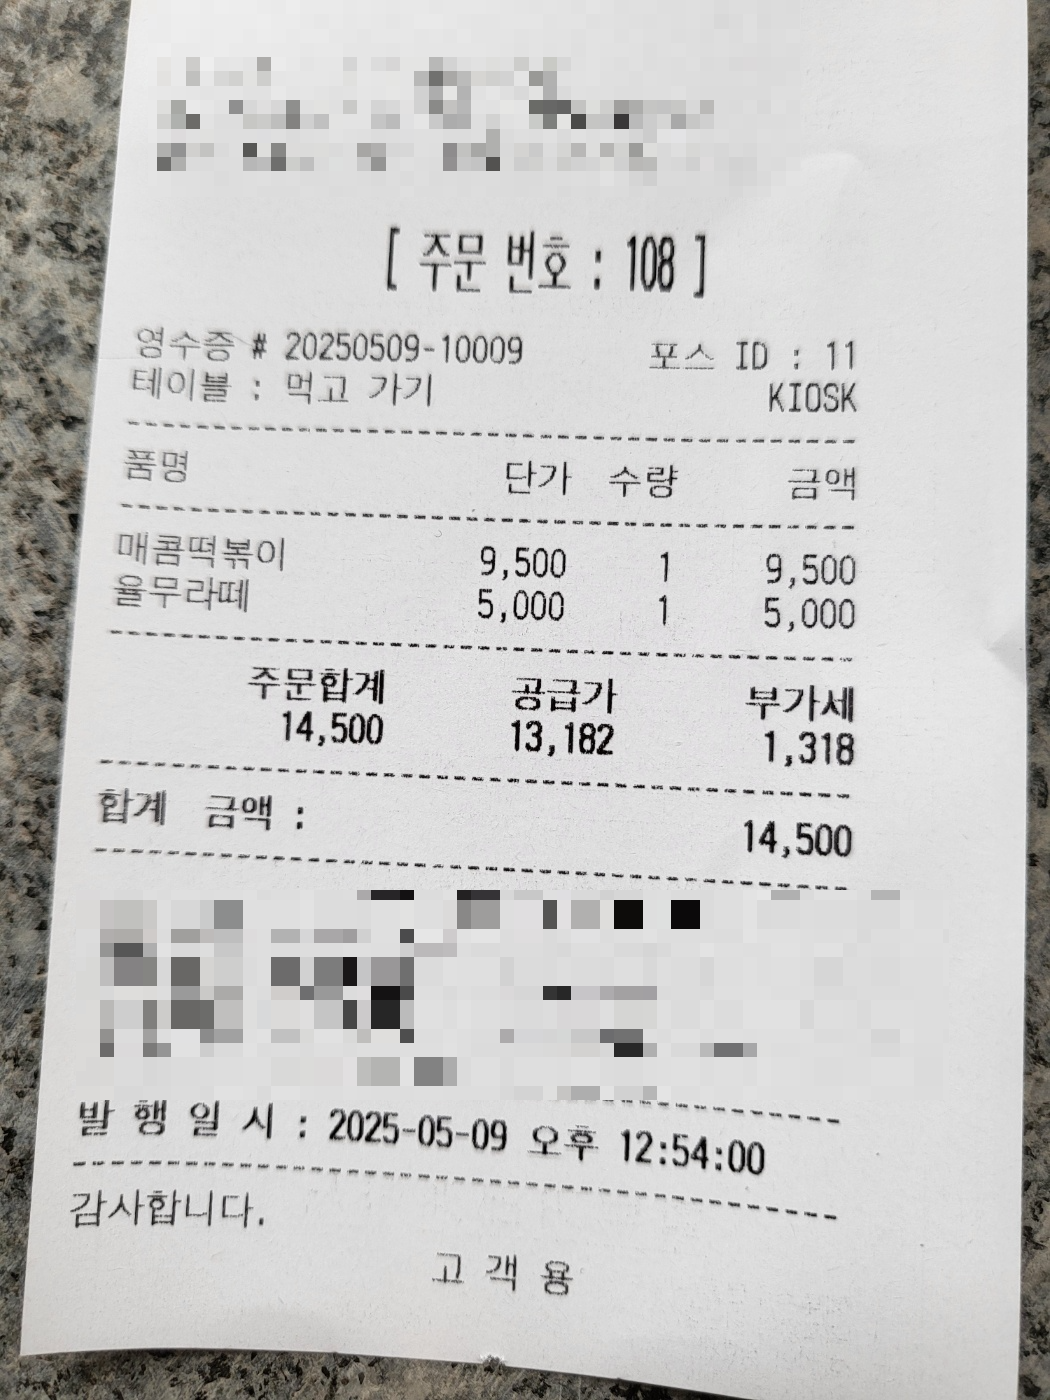 [ 주문 번호 : 108 ]
영수증 # 20250509-10009 포스 ID : 11
테이블 : 먹고 가기 KIOSK
품명 단가 수량 금액
매콤떡볶이 9,500 1 9,500
율무라떼 5,000 1 5,000
주문합계 공급가 부가세
14,500 13,182 1,318
합계 금액 : 14,500
발 행 일 시 : 2025-05-09 오후 12:54:00
감사합니다.
고 객 용